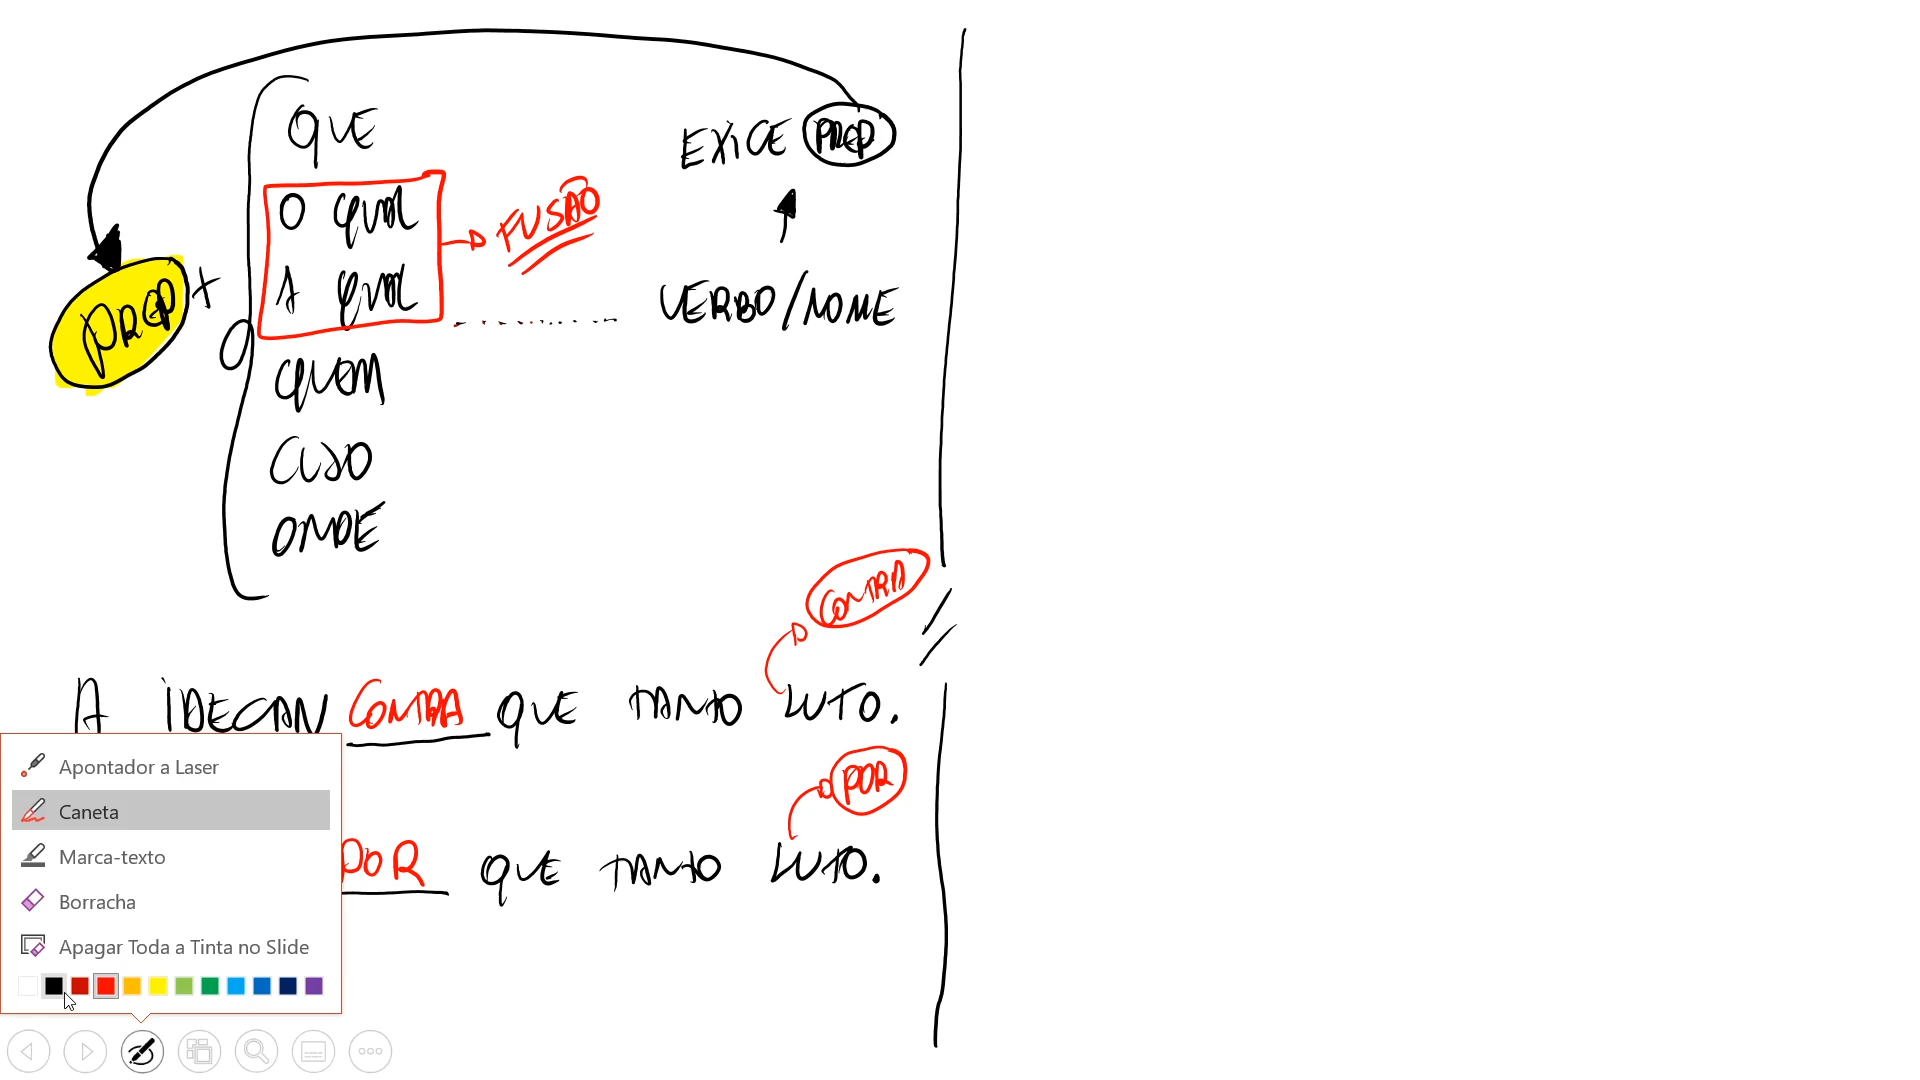 QUE
EXIGE PREP
O QUAL
FUSÃO
A QUAL
PREP +
VERBO/NOME
QUEM
CUJO
ONDE
CONTRA
A IDECAN CONTRA QUE TANTO LUTO.
POR
POR QUE TANTO LUTO.
Apontador a Laser
Caneta
Marca-texto
Borracha
Apagar Toda a Tinta no Slide